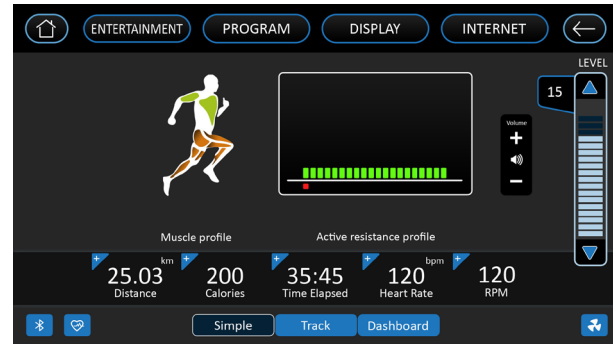 ENTERTAINMENT
PROGRAM
DISPLAY
INTERNET
LEVEL
15
Volume
+
−
Muscle profile
Active resistance profile
+ km
25.03
Distance
+
200
Calories
+
35:45
Time Elapsed
+ bpm
120
Heart Rate
+
120
RPM
Simple
Track
Dashboard